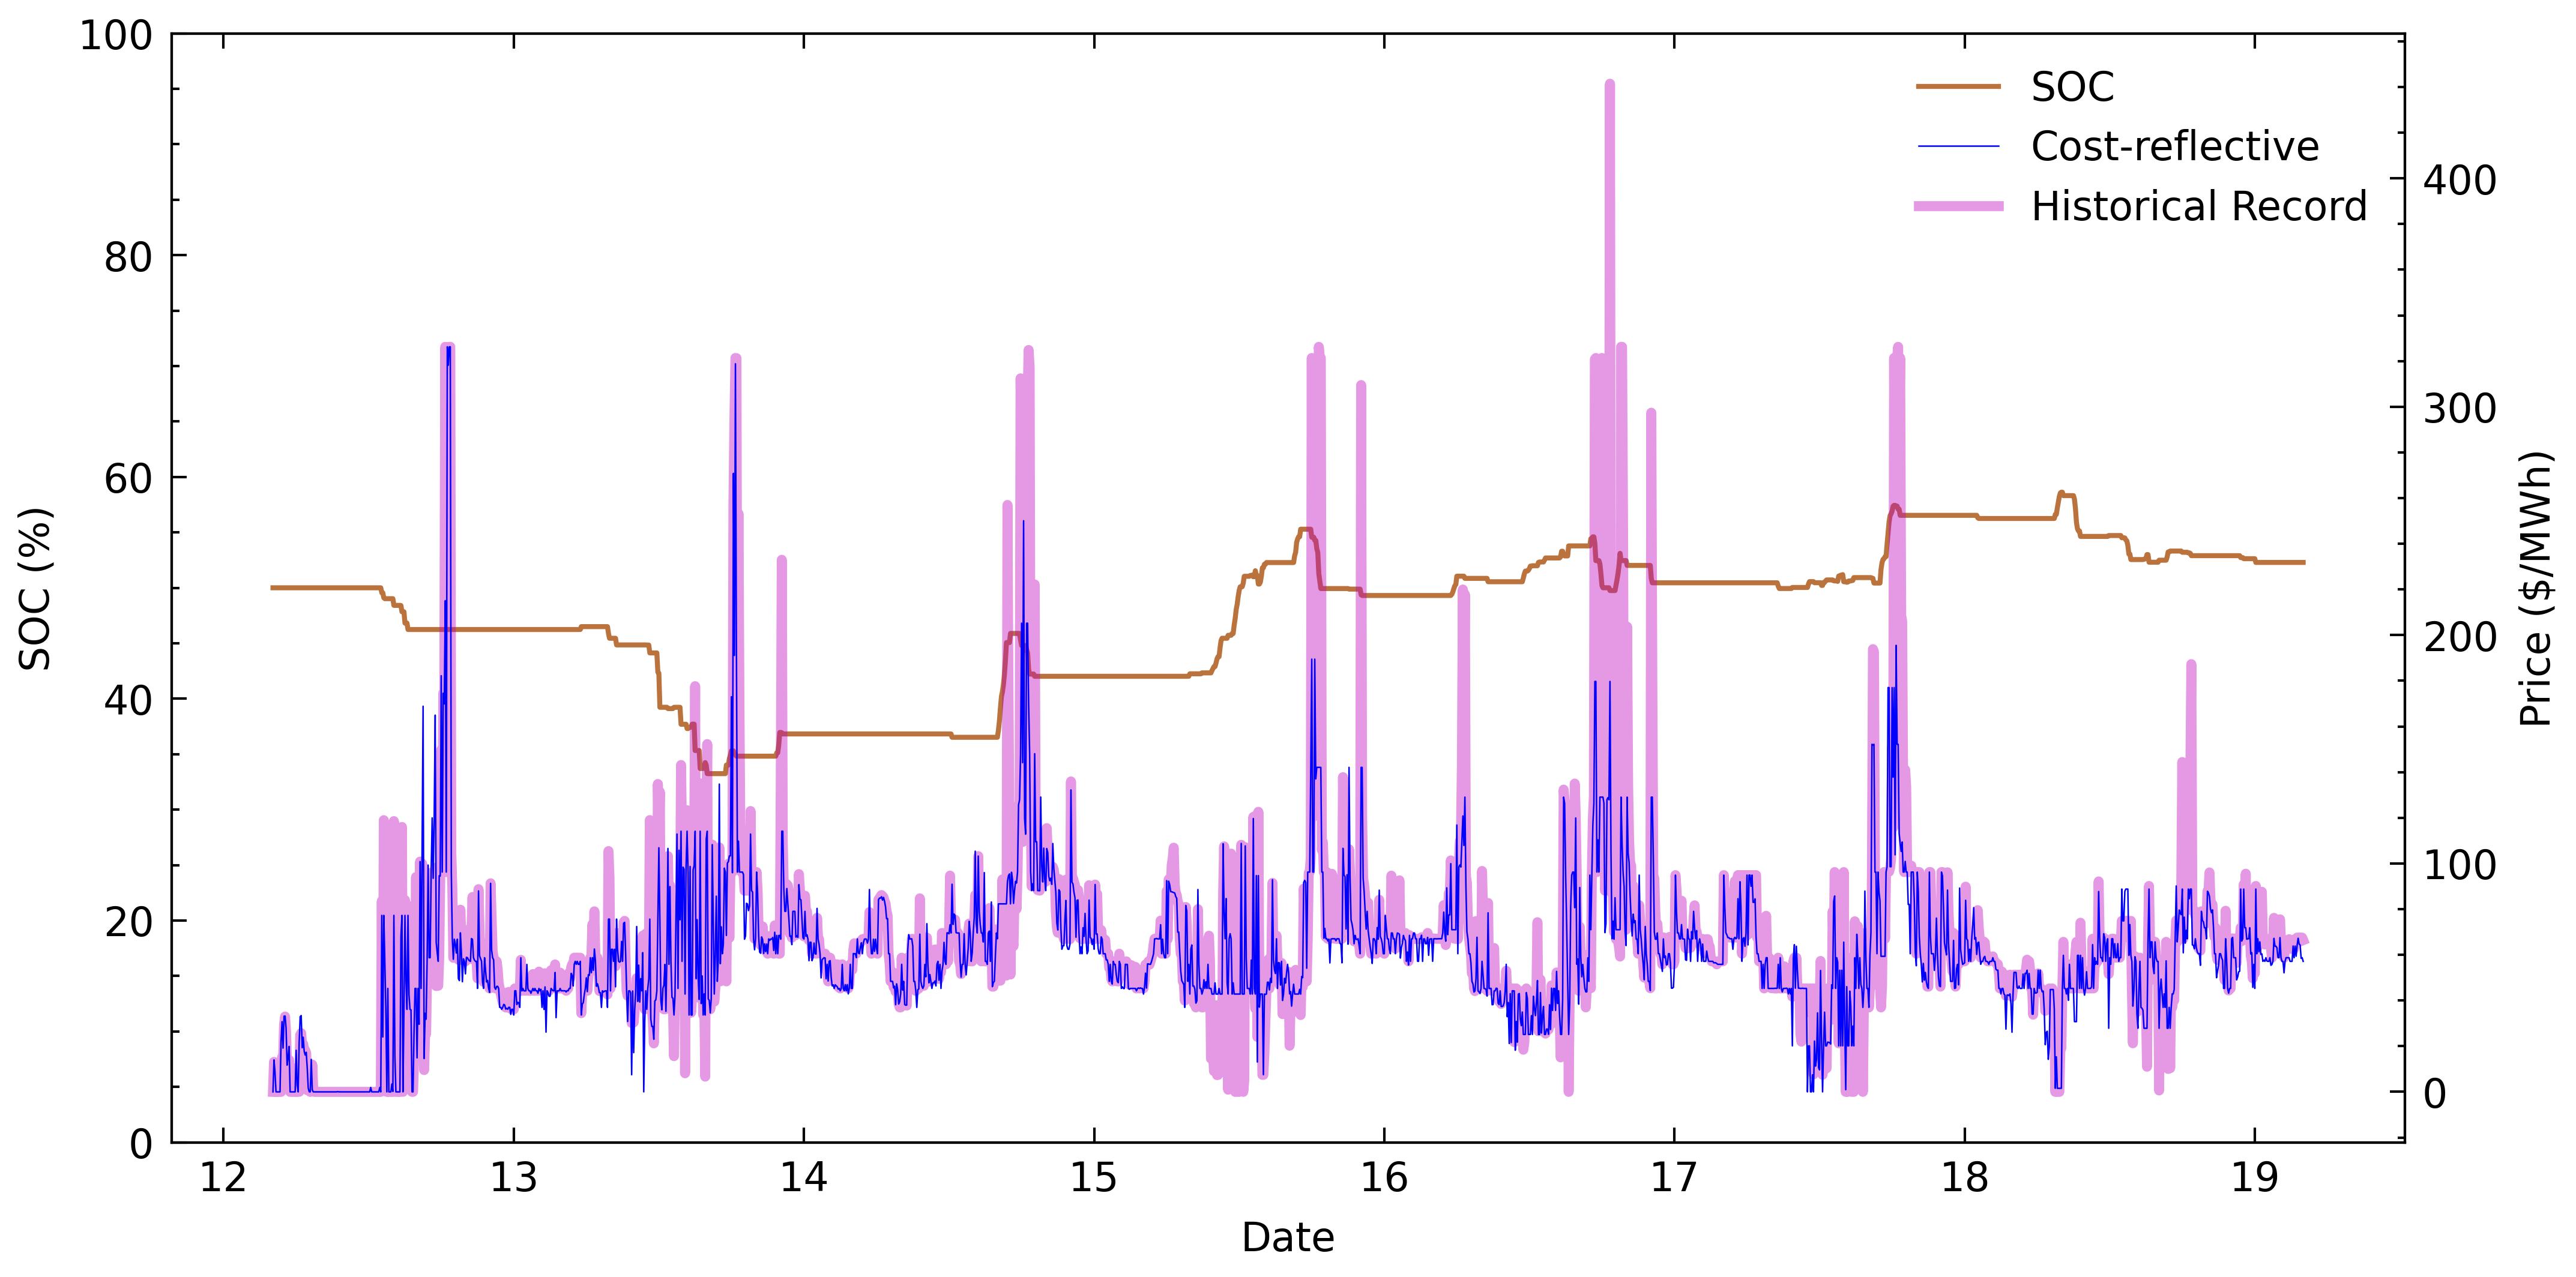 SOC
Cost-reflective
Historical Record
100
80
60
40
20
0
SOC (%)
400
300
200
100
0
Price ($/MWh)
12 13 14 15 16 17 18 19
Date